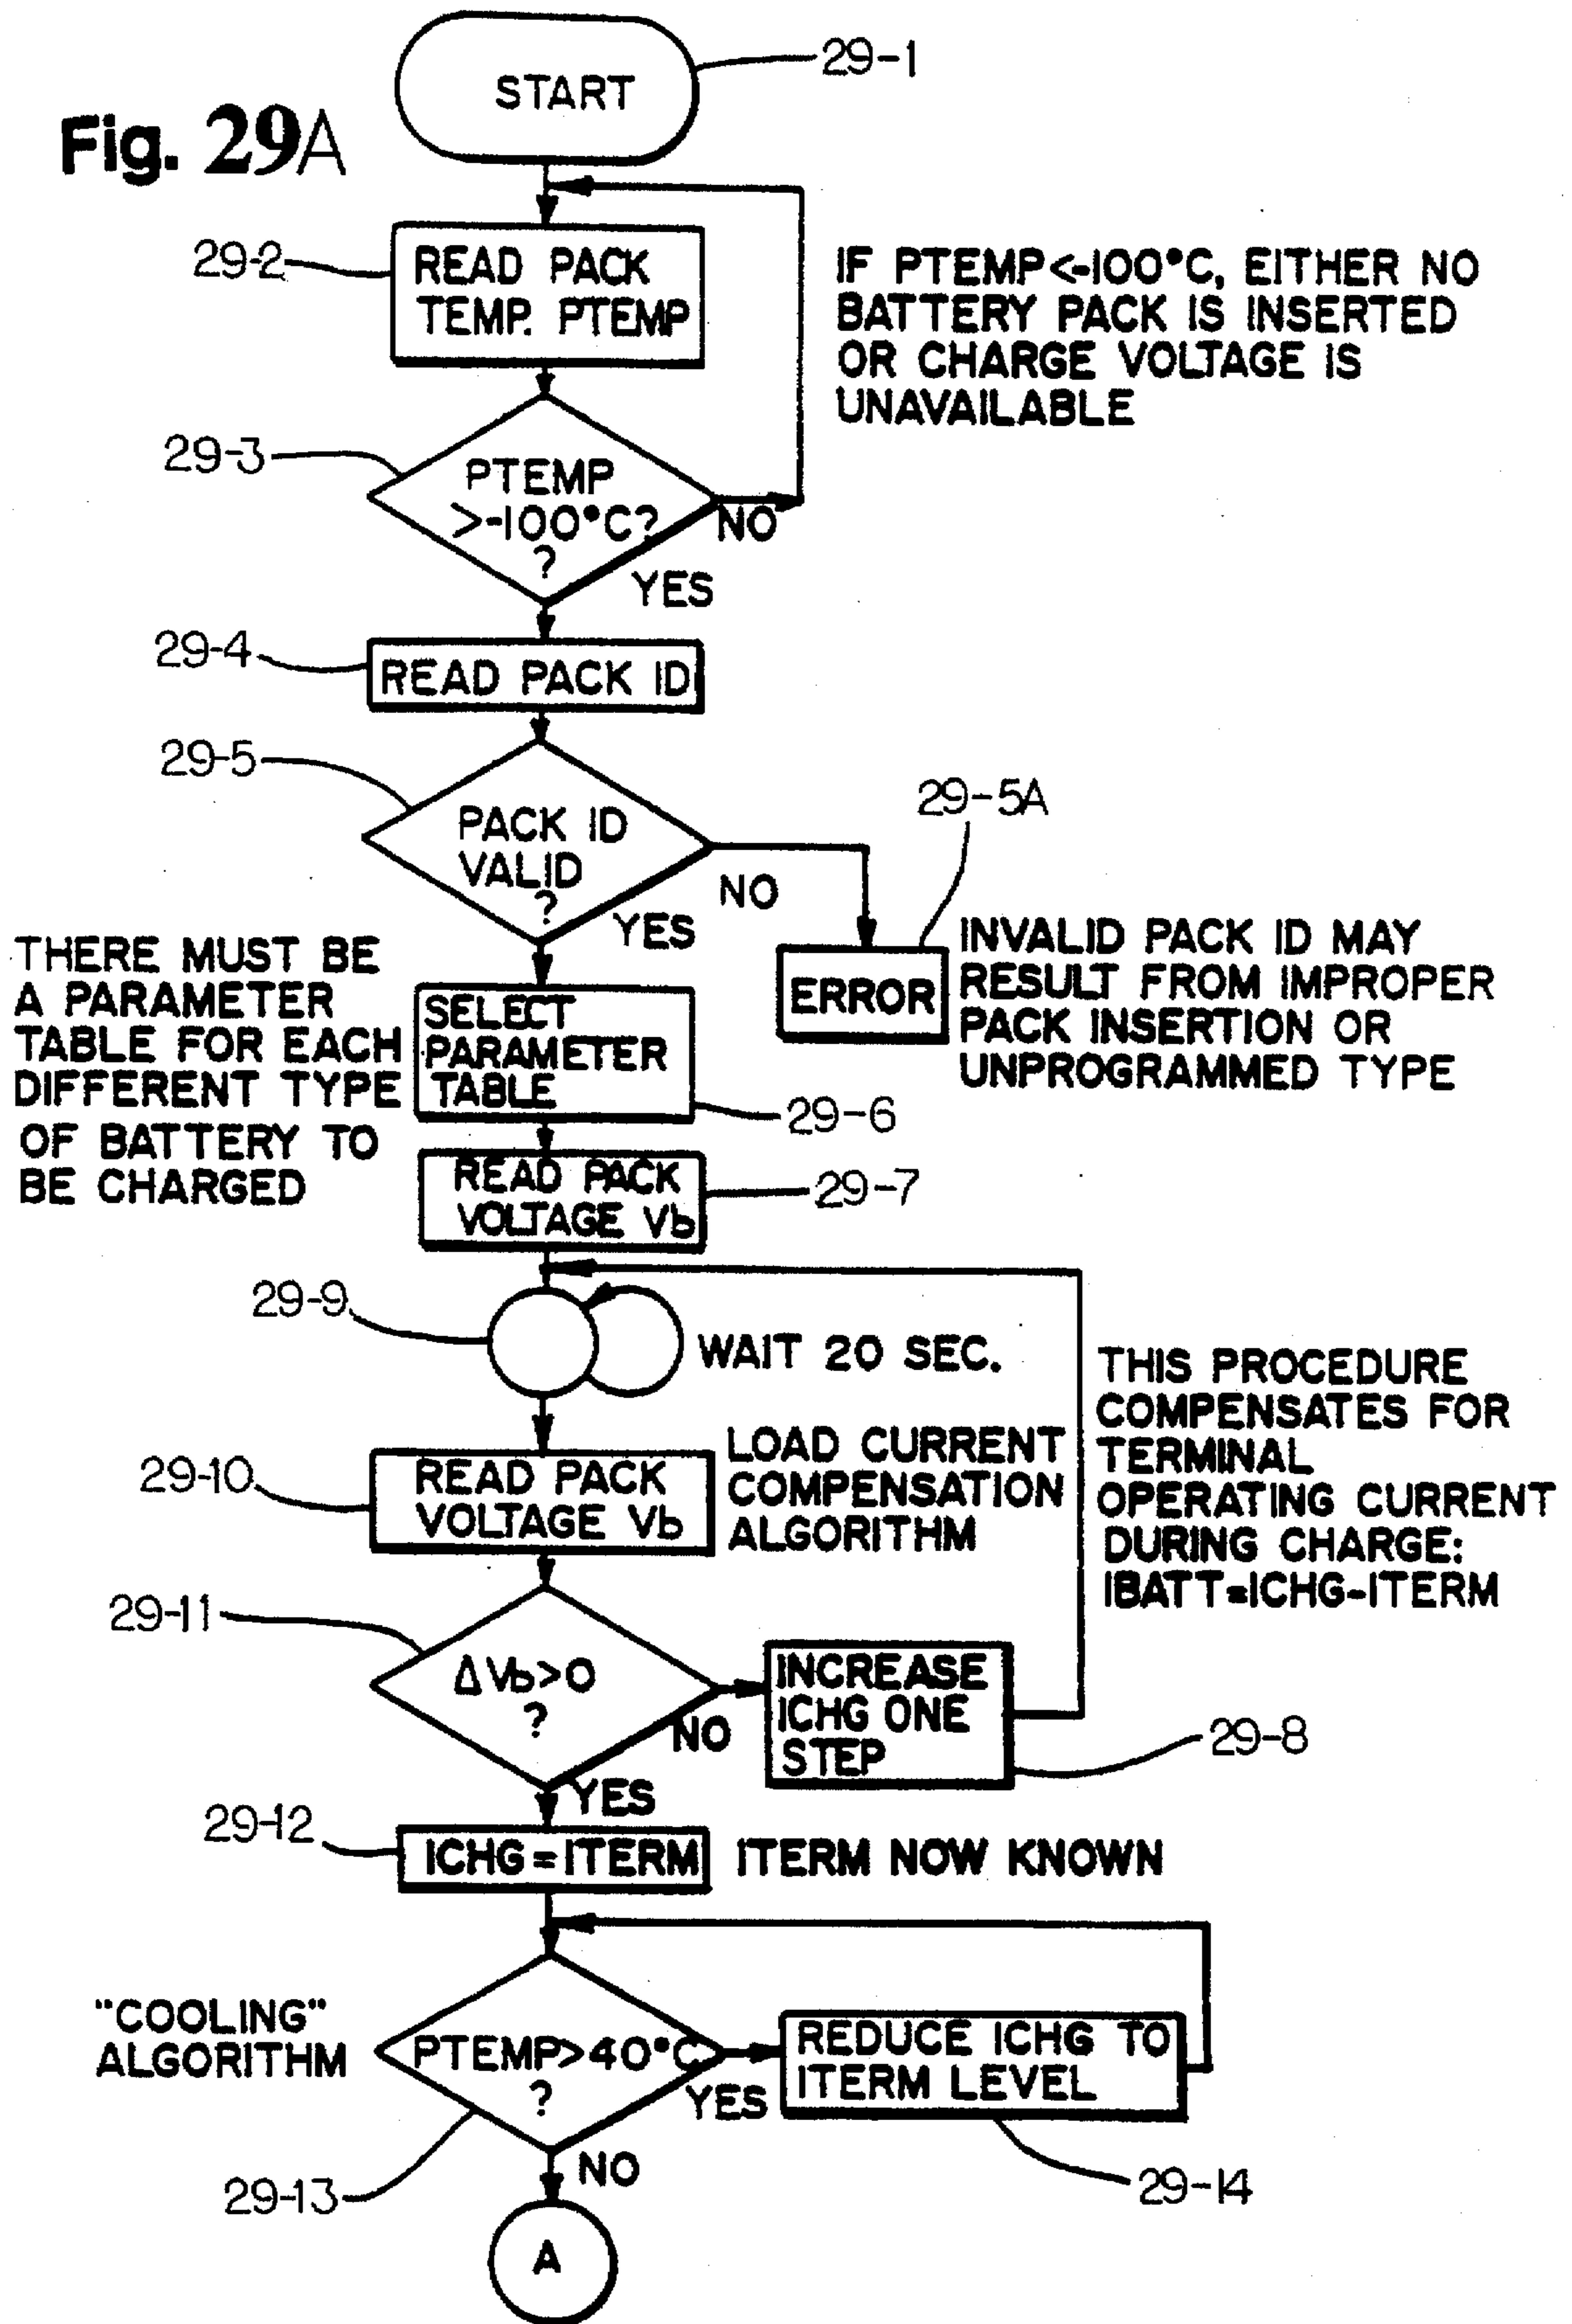 Fig. 29A
START
29-1
29-2
READ PACK
TEMP. PTEMP
IF PTEMP<-100°C, EITHER NO
BATTERY PACK IS INSERTED
OR CHARGE VOLTAGE IS
UNAVAILABLE
29-3
PTEMP
>-100°C?
?
NO
YES
29-4
READ PACK ID
29-5
PACK ID
VALID
?
NO
YES
29-5A
ERROR
INVALID PACK ID MAY
RESULT FROM IMPROPER
PACK INSERTION OR
UNPROGRAMMED TYPE
THERE MUST BE
A PARAMETER
TABLE FOR EACH
DIFFERENT TYPE
OF BATTERY TO
BE CHARGED
SELECT
PARAMETER
TABLE
29-6
READ PACK
VOLTAGE Vb
29-7
29-9
WAIT 20 SEC.
THIS PROCEDURE
COMPENSATES FOR
TERMINAL
OPERATING CURRENT
DURING CHARGE:
IBATT=ICHG-ITERM
29-10
READ PACK
VOLTAGE Vb
LOAD CURRENT
COMPENSATION
ALGORITHM
29-11
ΔVb>0
?
NO
INCREASE
ICHG ONE
STEP
29-8
YES
29-12
ICHG=ITERM
ITERM NOW KNOWN
"COOLING"
ALGORITHM
PTEMP>40°C
?
YES
REDUCE ICHG TO
ITERM LEVEL
29-13
NO
29-14
A